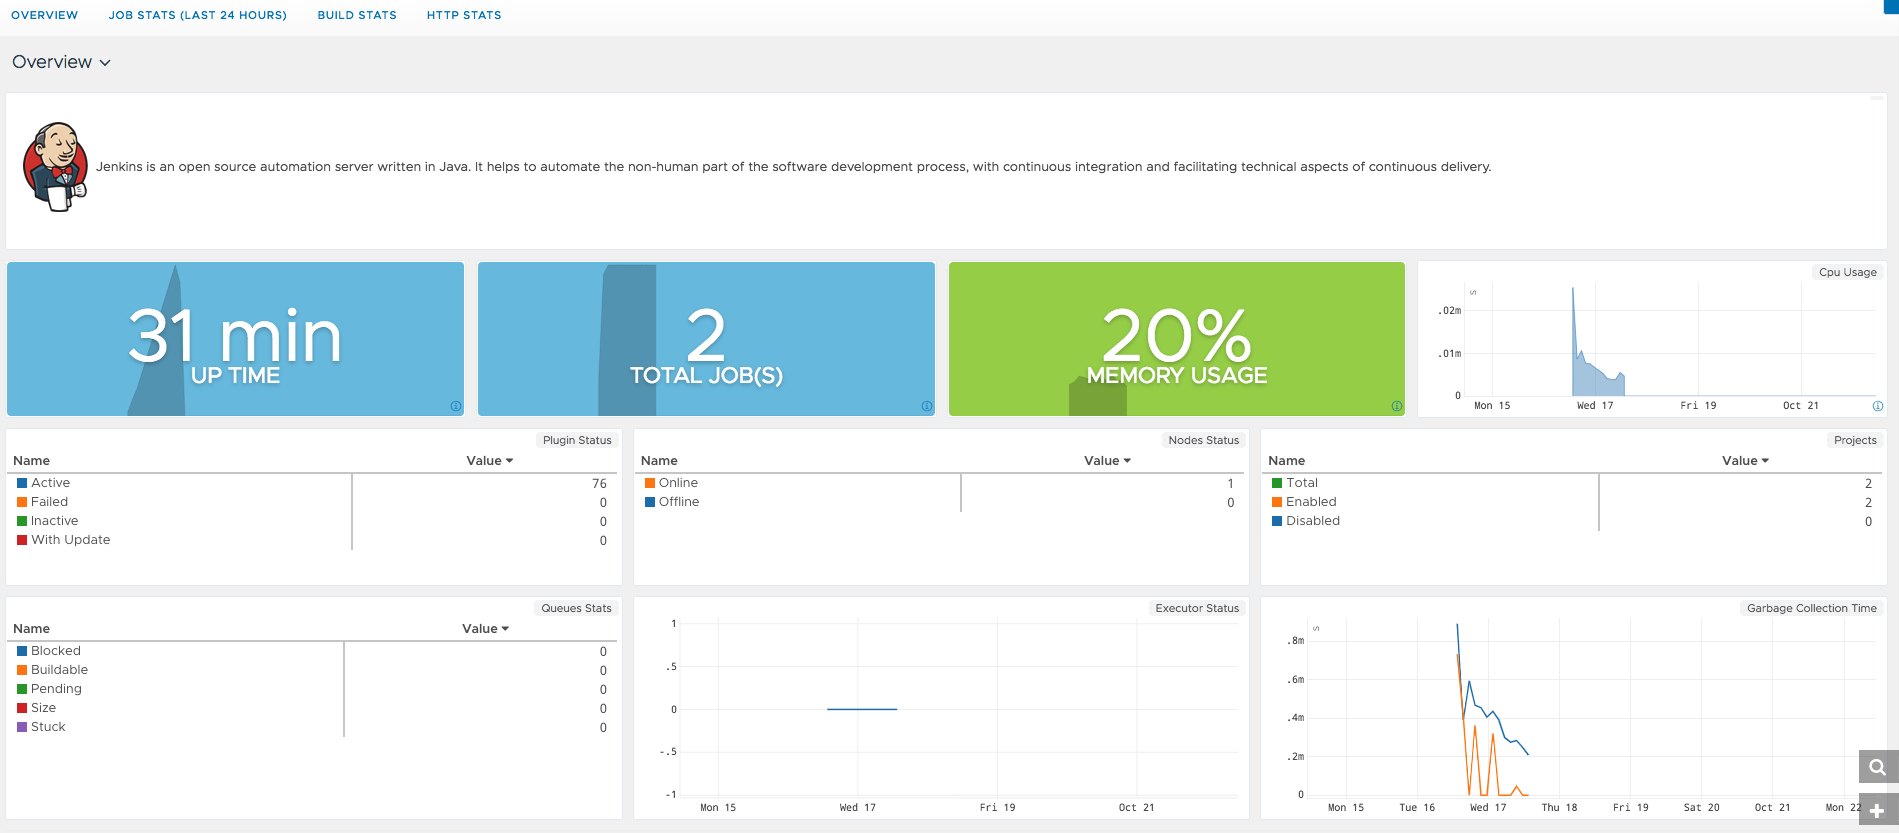 OVERVIEW JOB STATS (LAST 24 HOURS) BUILD STATS HTTP STATS
Overview
Jenkins is an open source automation server written in Java. It helps to automate the non-human part of the software development process, with continuous integration and facilitating technical aspects of continuous delivery.
31 min
UP TIME
2
TOTAL JOB(S)
20%
MEMORY USAGE
Cpu Usage
s
.02m
.01m
0
Mon 15 Wed 17 Fri 19 Oct 21
Plugin Status
Name Value
Active 76
Failed 0
Inactive 0
With Update 0
Nodes Status
Name Value
Online 1
Offline 0
Projects
Name Value
Total 2
Enabled 2
Disabled 0
Queues Stats
Name Value
Blocked 0
Buildable 0
Pending 0
Size 0
Stuck 0
Executor Status
1
.5
0
-.5
-1
Mon 15 Wed 17 Fri 19 Oct 21
Garbage Collection Time
s
.8m
.6m
.4m
.2m
0
Mon 15 Tue 16 Wed 17 Thu 18 Fri 19 Sat 20 Oct 21 Mon 22